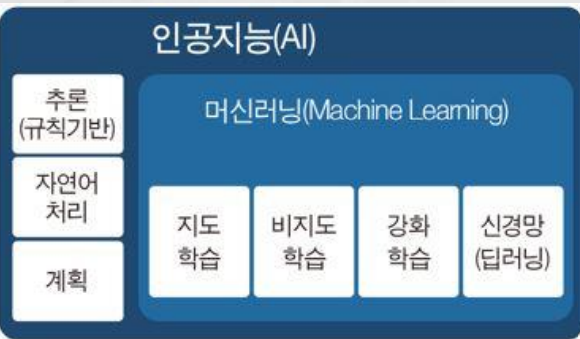 인공지능(AI)
추론
(규칙기반)
자연어
처리
계획
머신러닝(Machine Learning)
지도
학습
비지도
학습
강화
학습
신경망
(딥러닝)